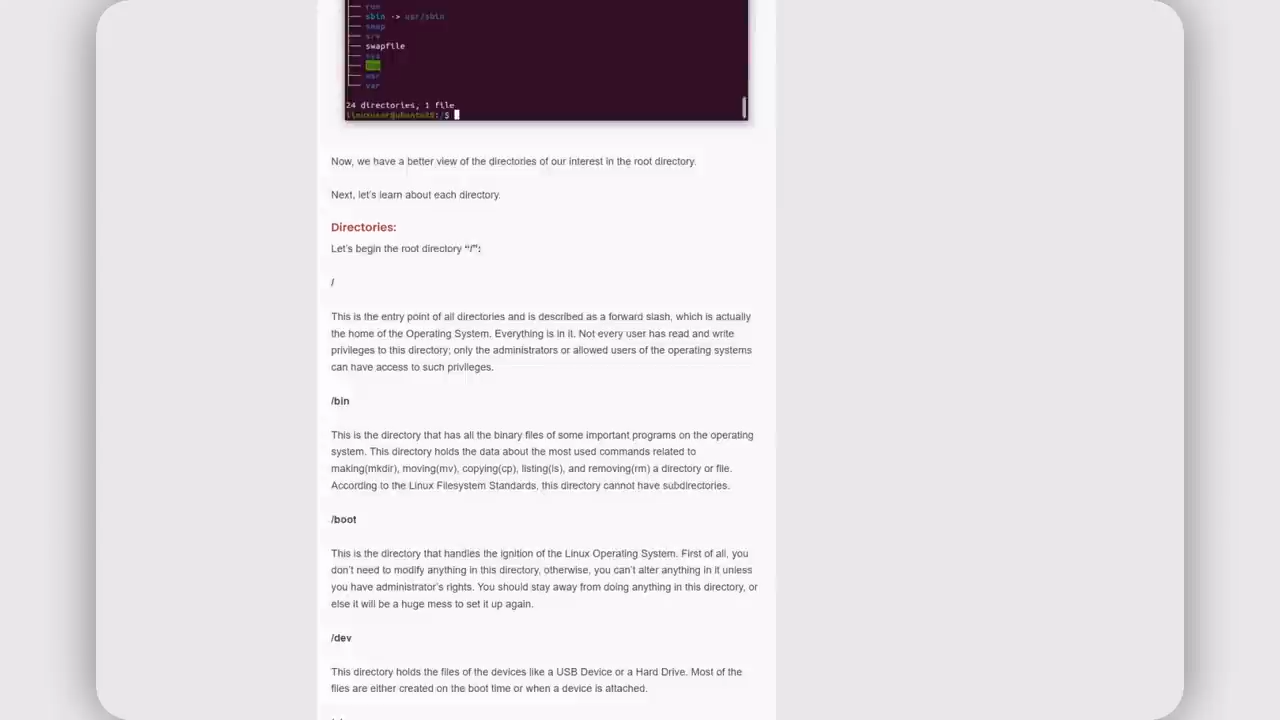 run
sbin -> usr/sbin
snap
srv
swapfile
sys
tmp
usr
var
24 directories, 1 file
linuxuser@ubuntu20:/$
Now, we have a better view of the directories of our interest in the root directory.
Next, let's learn about each directory.
Directories:
Let's begin the root directory “/”:
/
This is the entry point of all directories and is described as a forward slash, which is actually
the home of the Operating System. Everything is in it. Not every user has read and write
privileges to this directory; only the administrators or allowed users of the operating systems
can have access to such privileges.
/bin
This is the directory that has all the binary files of some important programs on the operating
system. This directory holds the data about the most used commands related to
making(mkdir), moving(mv), copying(cp), listing(ls), and removing(rm) a directory or file.
According to the Linux Filesystem Standards, this directory cannot have subdirectories.
/boot
This is the directory that handles the ignition of the Linux Operating System. First of all, you
don't need to modify anything in this directory, otherwise, you can't alter anything in it unless
you have administrator's rights. You should stay away from doing anything in this directory, or
else it will be a huge mess to set it up again.
/dev
This directory holds the files of the devices like a USB Device or a Hard Drive. Most of the
files are either created on the boot time or when a device is attached.